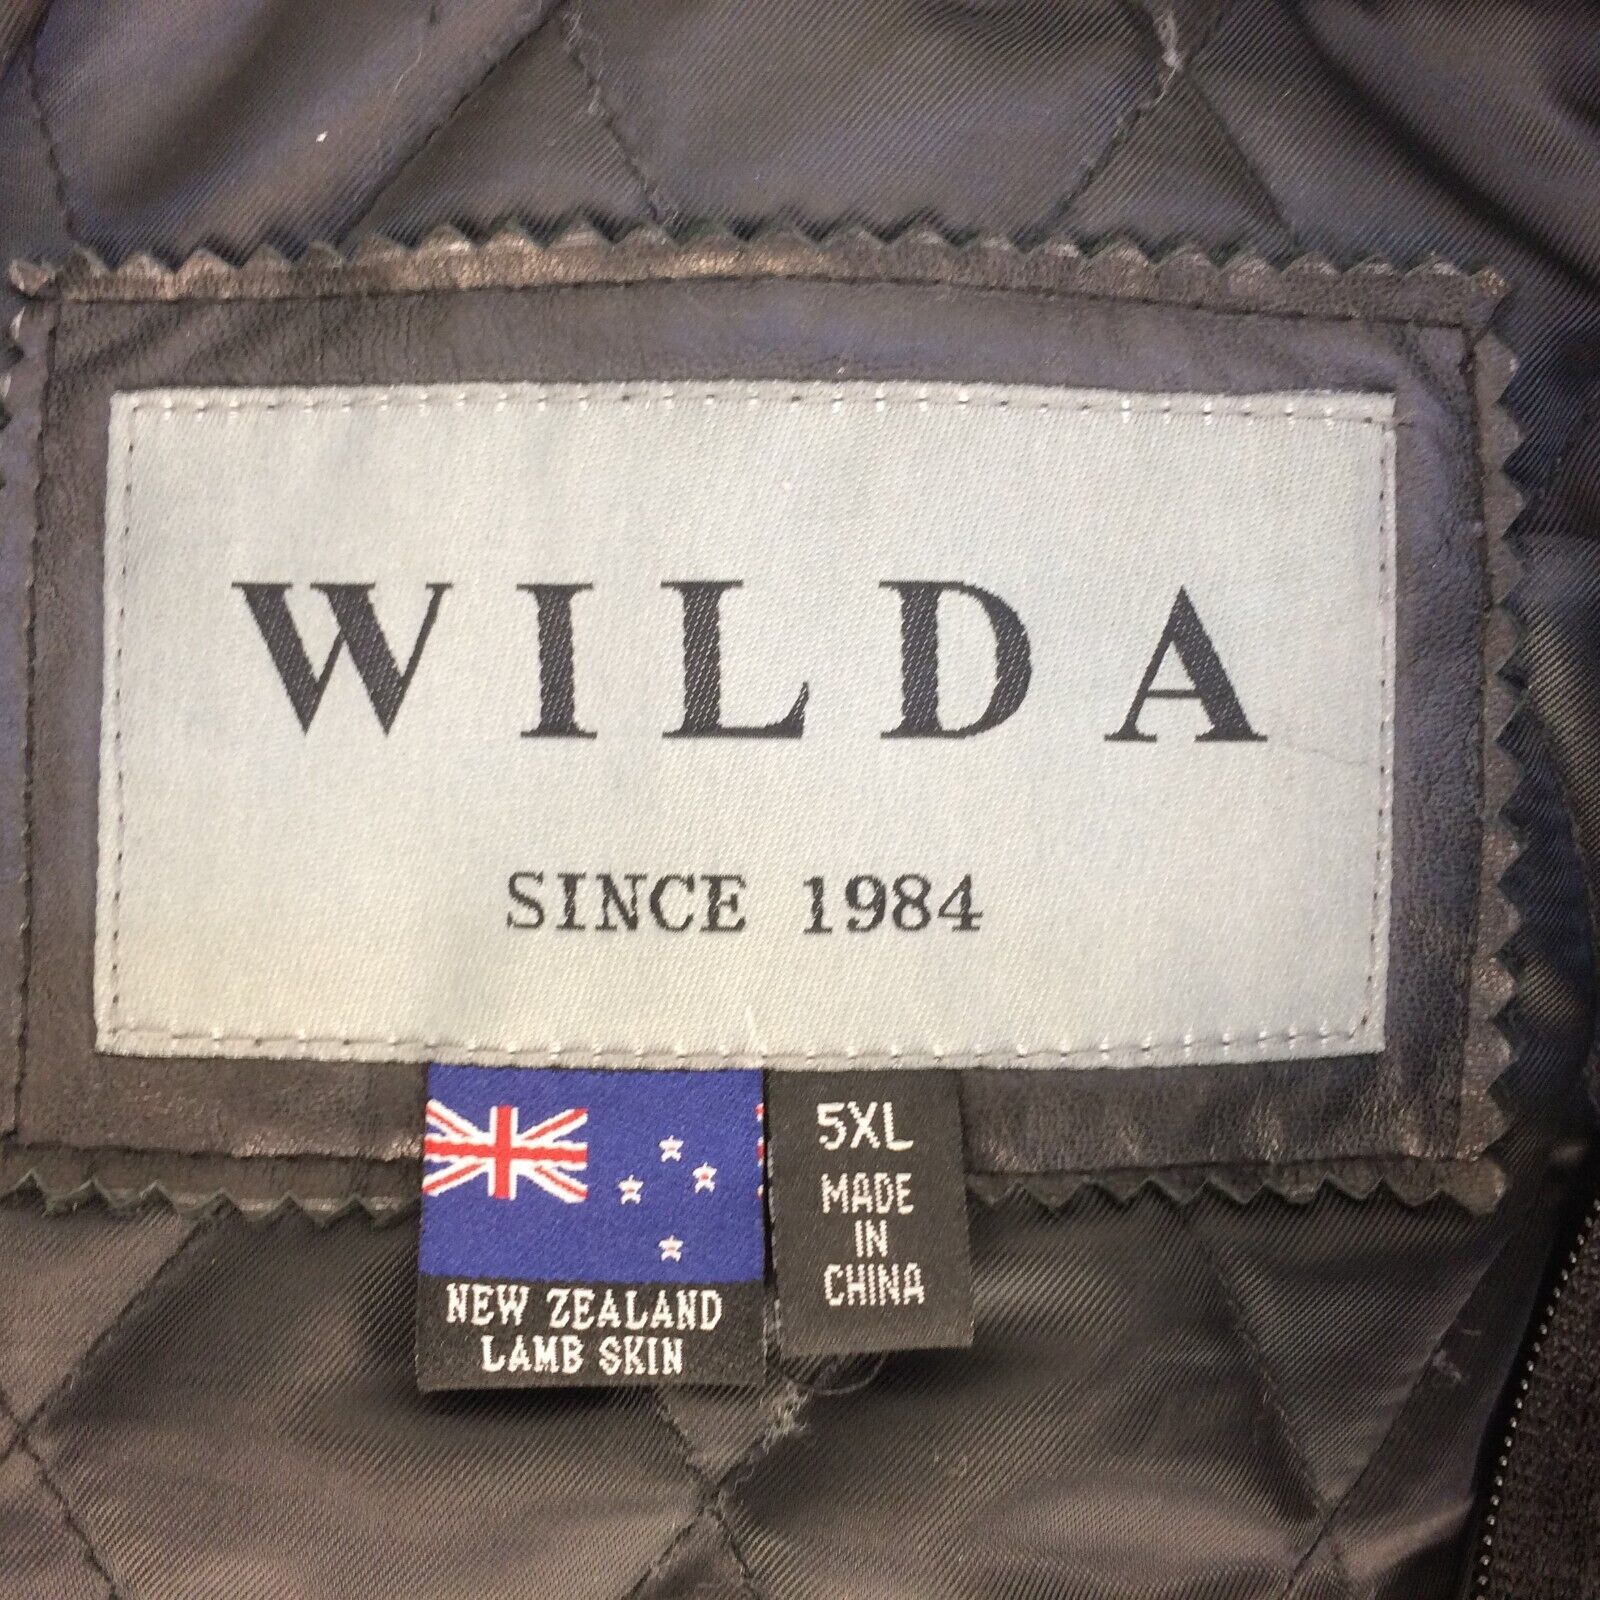 WILDA
SINCE 1984
NEW ZEALAND
LAMB SKIN
5XL
MADE
IN
CHINA